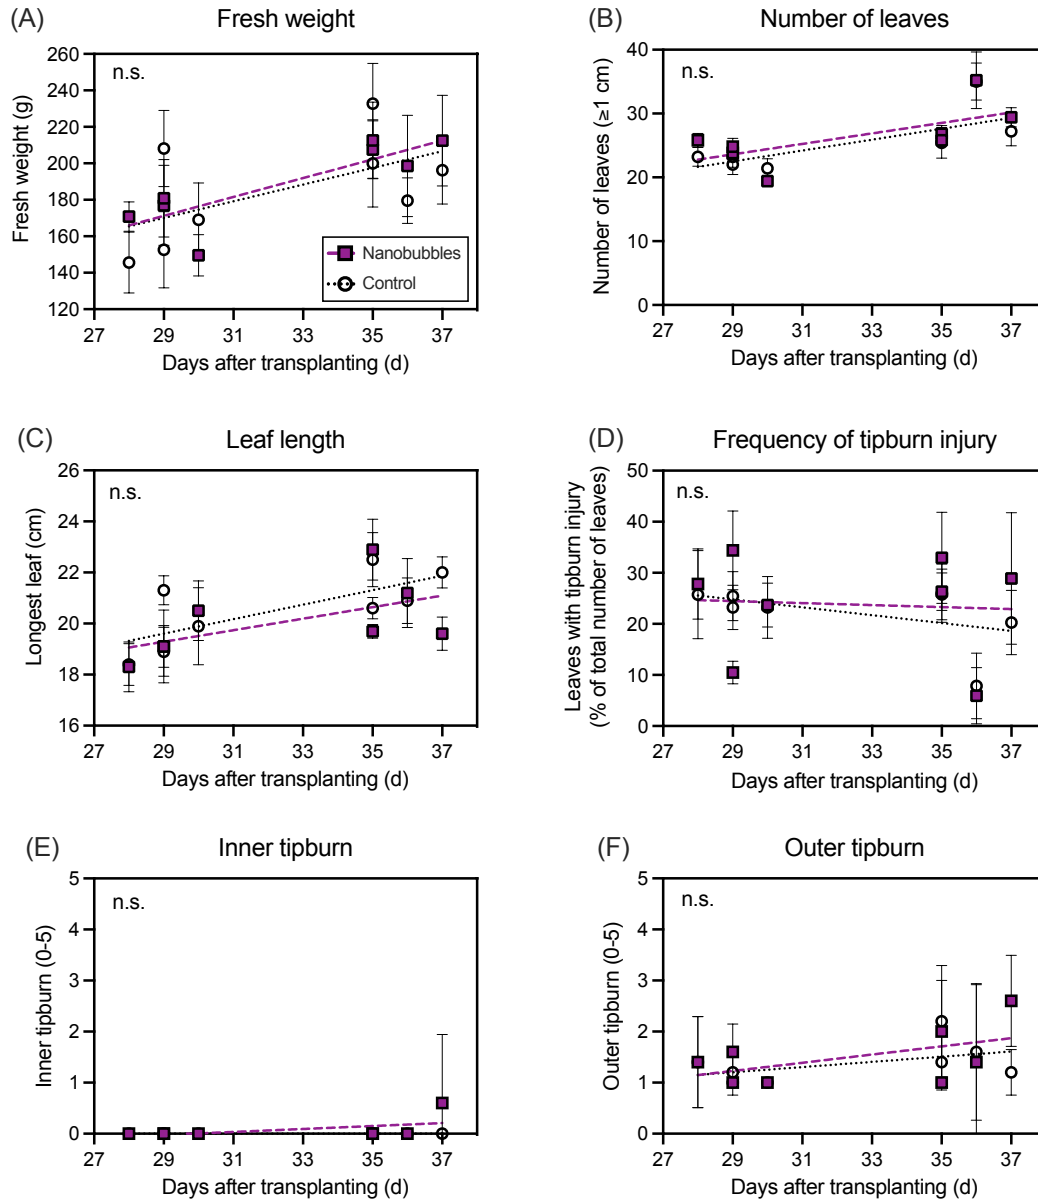 (A) Fresh weight
260
240
220
200
180
160
140
120
Fresh weight (g)
n.s.
Nanobubbles
Control
27 29 31 33 35 37
Days after transplanting (d)
(B) Number of leaves
40
30
20
10
0
Number of leaves (≥1 cm)
n.s.
27 29 31 33 35 37
Days after transplanting (d)
(C) Leaf length
26
24
22
20
18
16
Longest leaf (cm)
n.s.
27 29 31 33 35 37
Days after transplanting (d)
(D) Frequency of tipburn injury
50
40
30
20
10
0
Leaves with tipburn injury
(% of total number of leaves)
n.s.
27 29 31 33 35 37
Days after transplanting (d)
(E) Inner tipburn
5
4
3
2
1
0
Inner tipburn (0-5)
n.s.
27 29 31 33 35 37
Days after transplanting (d)
(F) Outer tipburn
5
4
3
2
1
0
Outer tipburn (0-5)
n.s.
27 29 31 33 35 37
Days after transplanting (d)